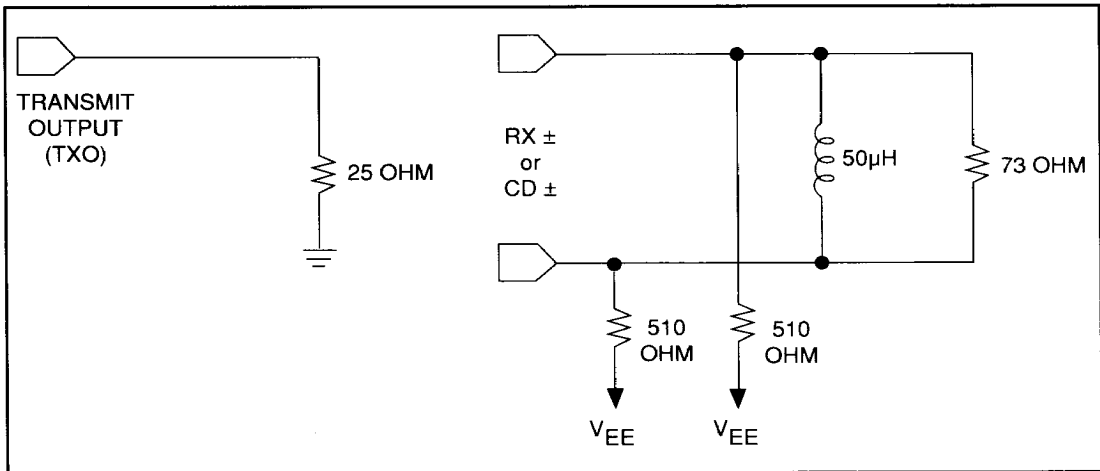 TRANSMIT
OUTPUT
(TXO)
25 OHM
RX ±
or
CD ±
50µH
73 OHM
510
OHM
510
OHM
VEE
VEE